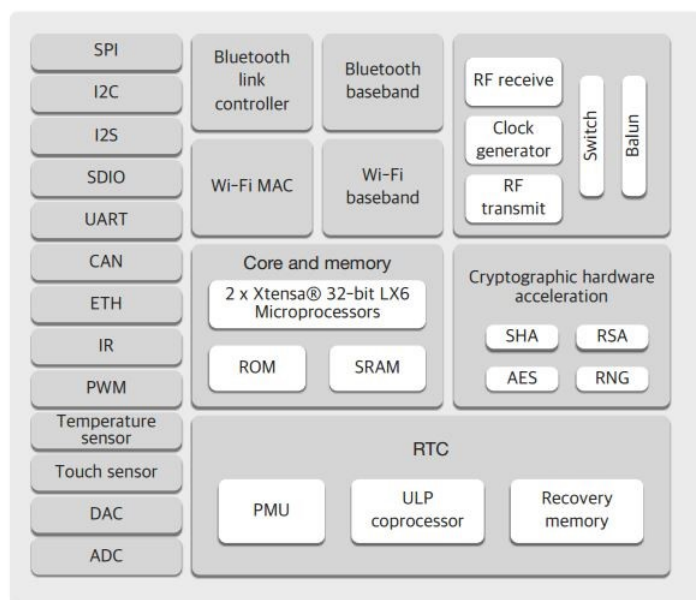 SPI
I2C
I2S
SDIO
UART
CAN
ETH
IR
PWM
Temperature
sensor
Touch sensor
DAC
ADC
Bluetooth
link
controller
Bluetooth
baseband
Wi-Fi MAC
Wi-Fi
baseband
RF receive
Clock
generator
RF
transmit
Switch
Balun
Core and memory
2 x Xtensa® 32-bit LX6
Microprocessors
ROM
SRAM
Cryptographic hardware
acceleration
SHA
RSA
AES
RNG
RTC
PMU
ULP
coprocessor
Recovery
memory